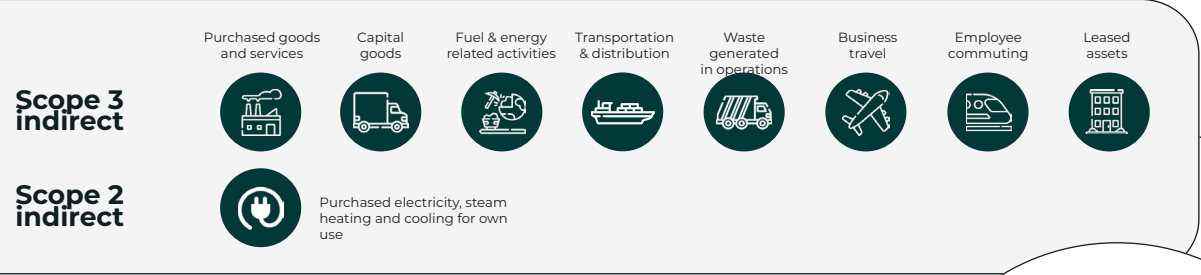 Purchased goods
and services
Capital
goods
Fuel & energy
related activities
Transportation
& distribution
Waste
generated
in operations
Business
travel
Employee
commuting
Leased
assets
Scope 3
indirect
Scope 2
indirect
Purchased electricity, steam
heating and cooling for own
use